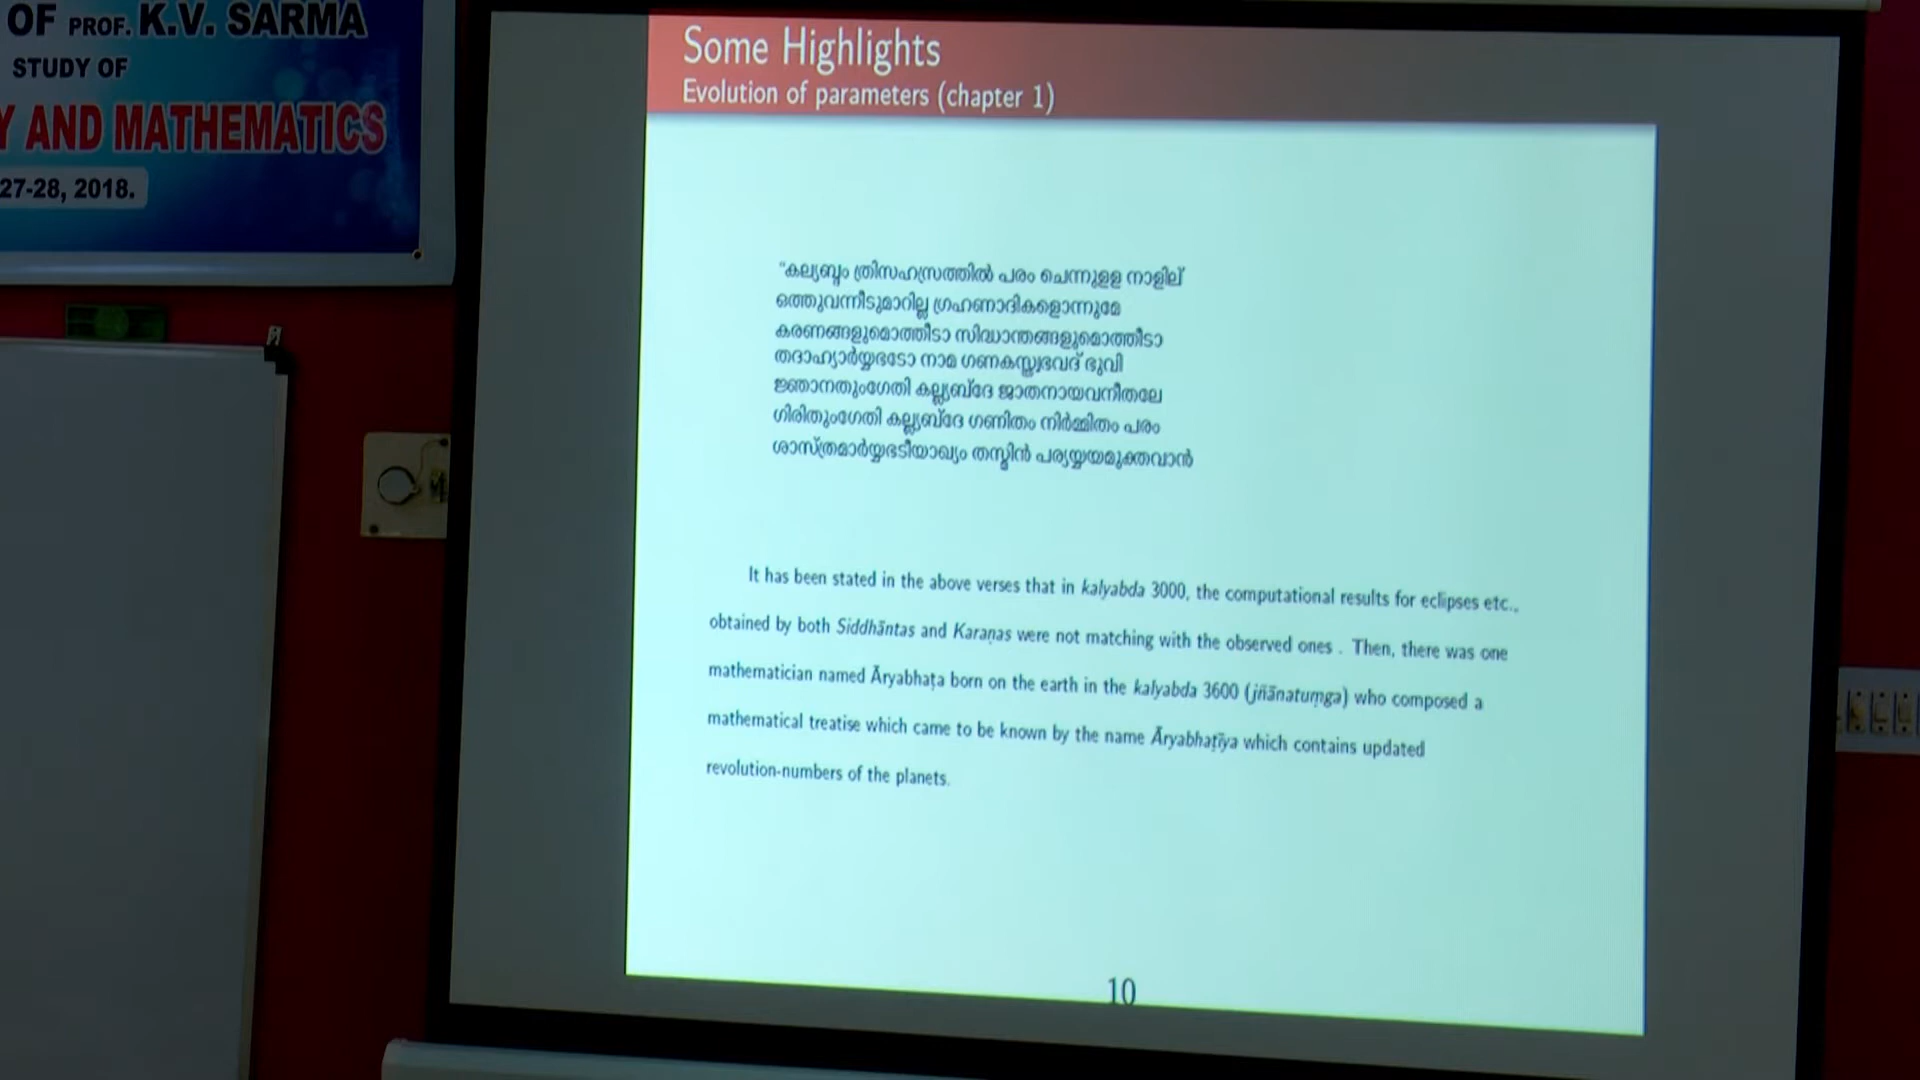 OF PROF. K.V. SARMA
STUDY OF
Y AND MATHEMATICS
27-28, 2018.
Some Highlights
Evolution of parameters (chapter 1)
“കല്യബ്ദം ത്രിസഹസ്രത്തിൽ പരം ചെന്നുളള നാളില്
ഒത്തുവന്നീടുമാറില്ല ഗ്രഹണാദികളൊന്നുമേ
കരണങ്ങളുമൊത്തീടാ സിദ്ധാന്തങ്ങളുമൊത്തീടാ
തദാഹ്യാർയ്യഭടോ നാമ ഗണകസ്ത്വഭവദ് ഭുവി
ജ്ഞാനതുംഗേതി കല്ല്യബ്ദേ ജാതനായവനീതലേ
ഗിരിതുംഗേതി കല്ല്യബ്ദേ ഗണിതം നിർമ്മിതം പരം
ശാസ്ത്രമാർയ്യഭടീയാഖ്യം തസ്മിൻ പര്യയ്യയമുക്തവാൻ
It has been stated in the above verses that in kalyabda 3000, the computational results for eclipses etc.,
obtained by both Siddhāntas and Karaṇas were not matching with the observed ones . Then, there was one
mathematician named Āryabhaṭa born on the earth in the kalyabda 3600 (jñānatuṃga) who composed a
mathematical treatise which came to be known by the name Āryabhaṭīya which contains updated
revolution-numbers of the planets.
10